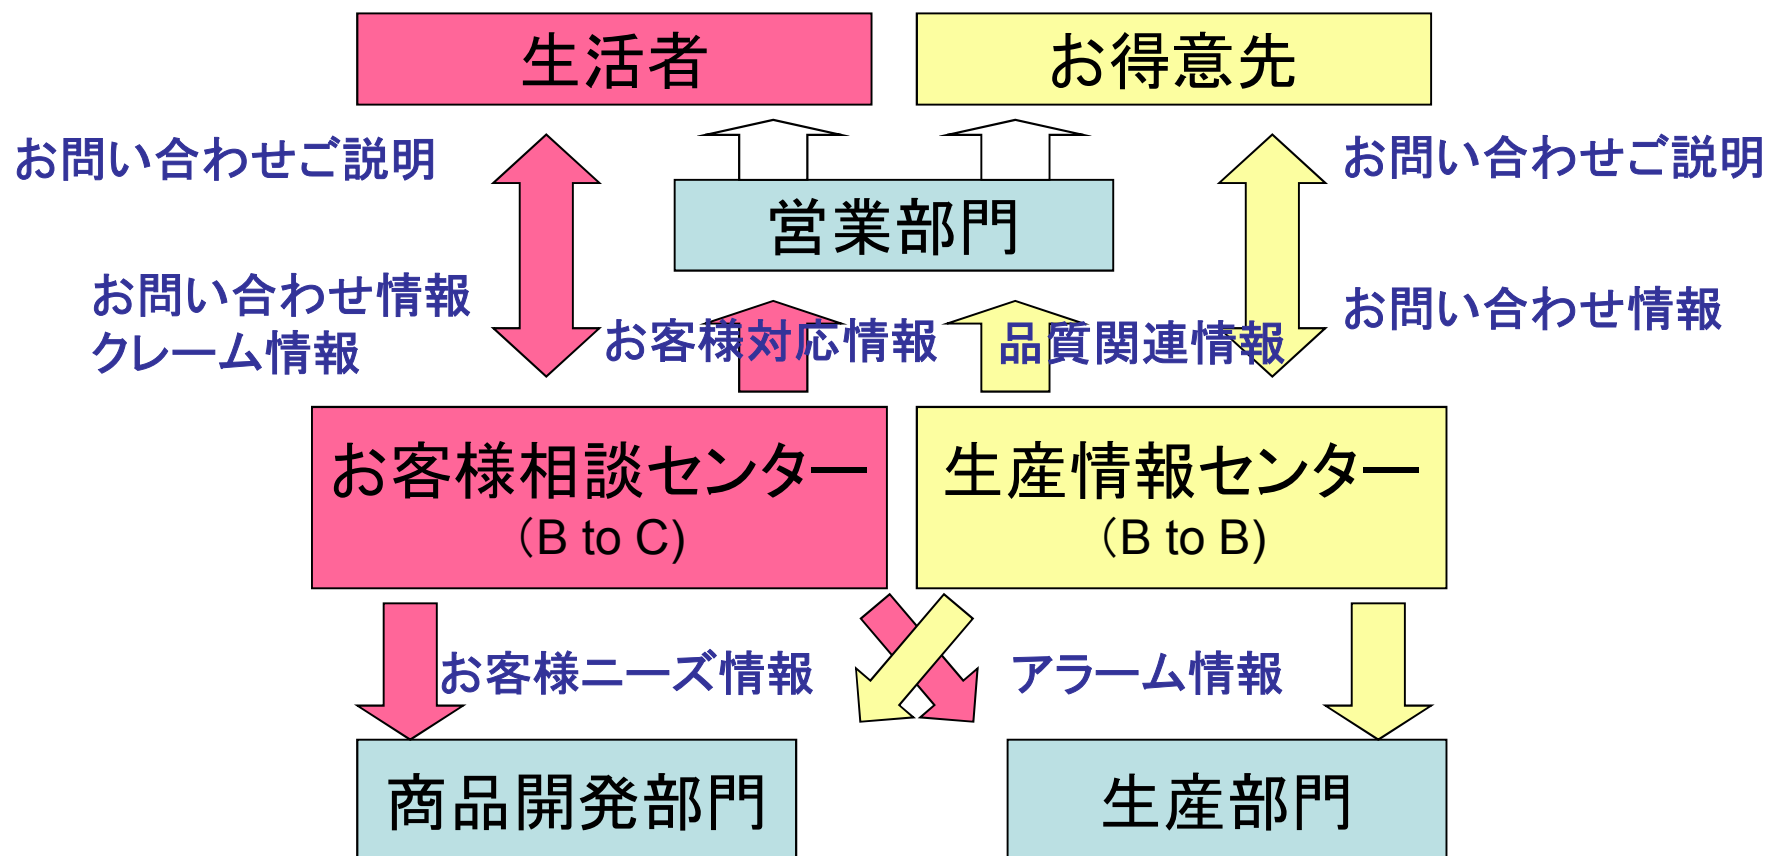 生活者
お得意先
お問い合わせご説明
お問い合わせご説明
営業部門
お問い合わせ情報
クレーム情報
お客様対応情報
品質関連情報
お問い合わせ情報
お客様相談センター
（B to C)
生産情報センター
（B to B)
お客様ニーズ情報
アラーム情報
商品開発部門
生産部門